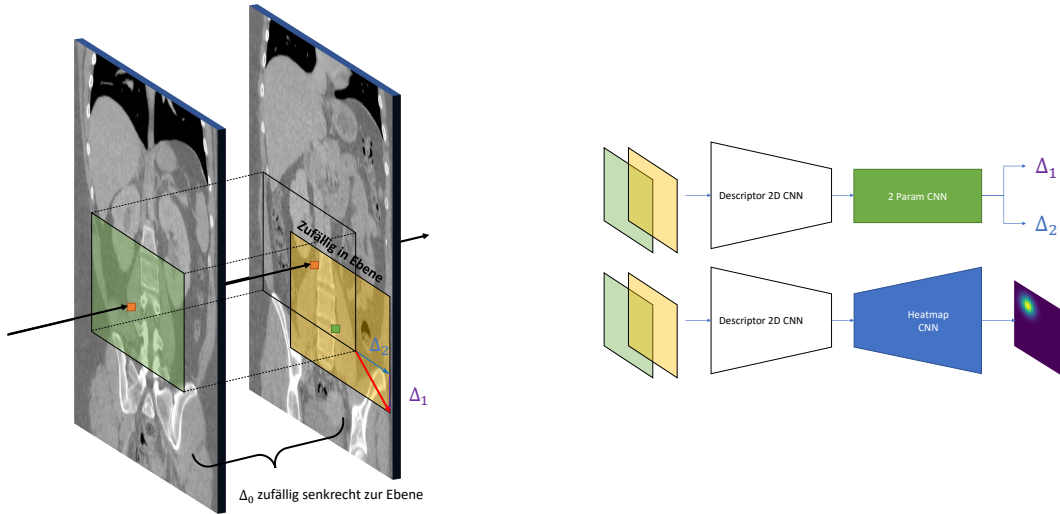 Zufällig in Ebene
Δ₂
Δ₁
Δ₀ zufällig senkrecht zur Ebene
Descriptor 2D CNN
2 Param CNN
Δ₁
Δ₂
Descriptor 2D CNN
Heatmap
CNN